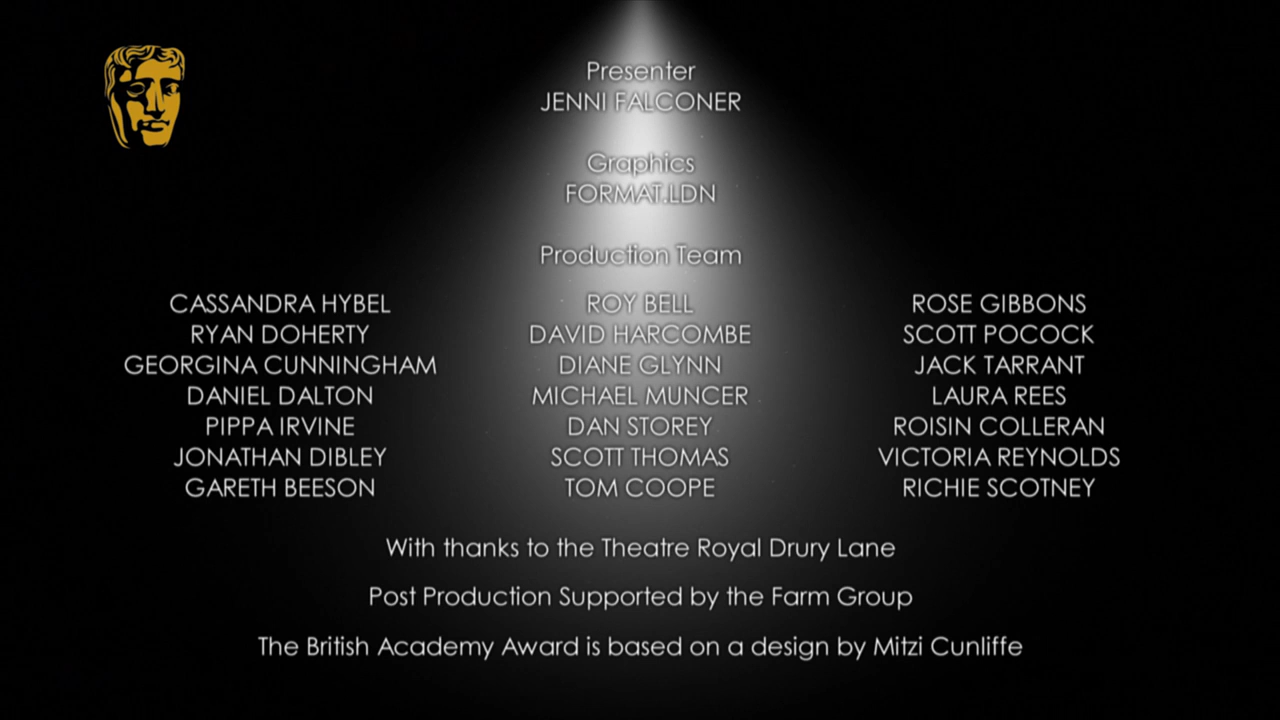 Presenter
JENNI FALCONER
Graphics
FORMAT.LDN
Production Team
CASSANDRA HYBEL
RYAN DOHERTY
GEORGINA CUNNINGHAM
DANIEL DALTON
PIPPA IRVINE
JONATHAN DIBLEY
GARETH BEESON
ROY BELL
DAVID HARCOMBE
DIANE GLYNN
MICHAEL MUNCER
DAN STOREY
SCOTT THOMAS
TOM COOPE
ROSE GIBBONS
SCOTT POCOCK
JACK TARRANT
LAURA REES
ROISIN COLLERAN
VICTORIA REYNOLDS
RICHIE SCOTNEY
With thanks to the Theatre Royal Drury Lane
Post Production Supported by the Farm Group
The British Academy Award is based on a design by Mitzi Cunliffe